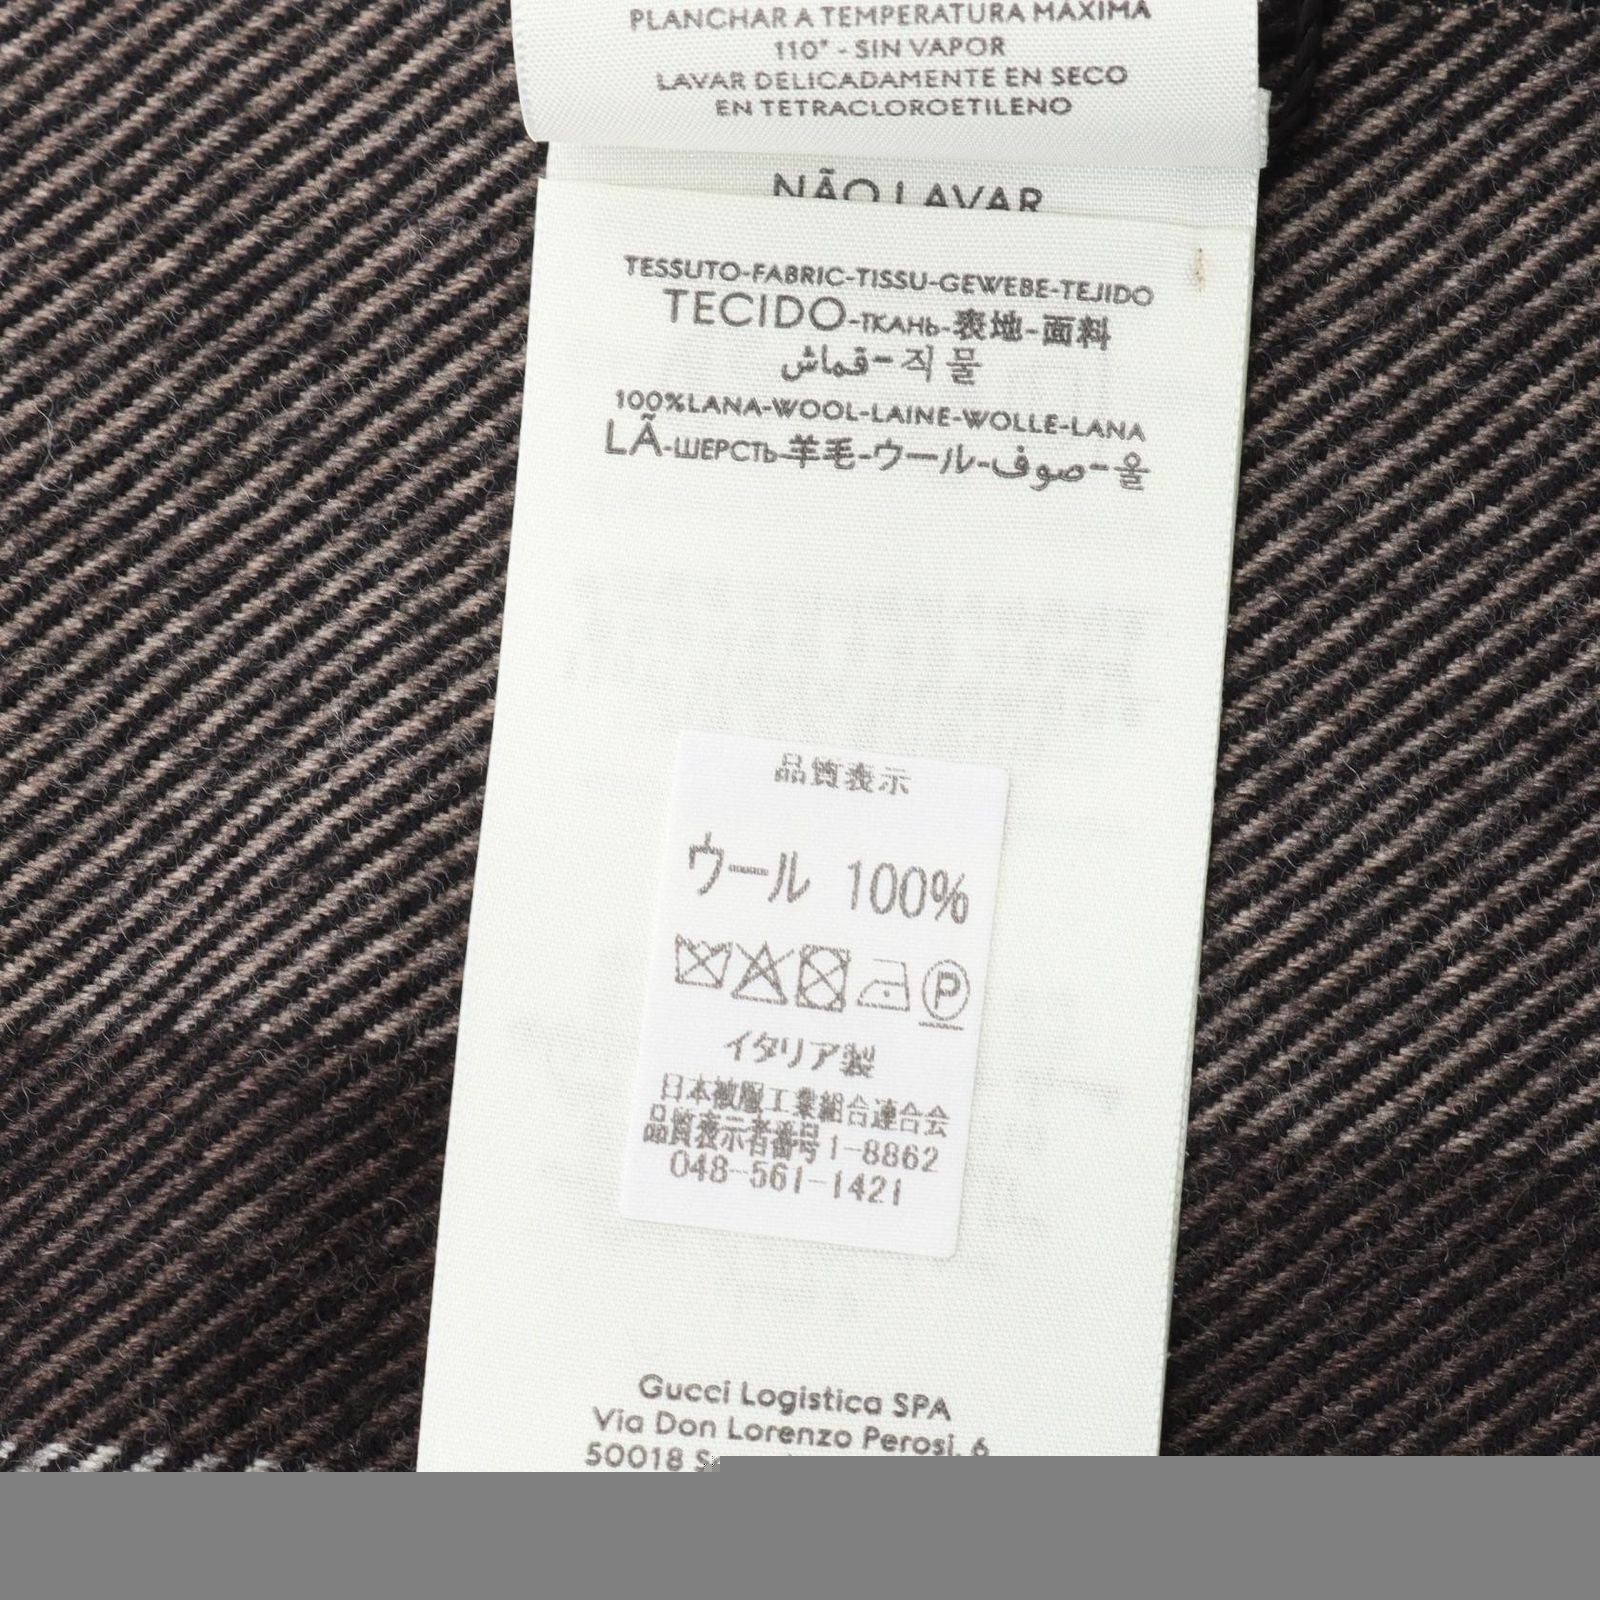 PLANCHAR A TEMPERATURA MAXIMA
110° - SIN VAPOR
LAVAR DELICADAMENTE EN SECO
EN TETRACLOROETILENO
NÃO LAVAR
TESSUTO-FABRIC-TISSU-GEWEBE-TEJIDO
TECIDO-ТКАНЬ-表地-面料
قماش-직물
100%LANA-WOOL-LAINE-WOLLE-LANA
LÃ-ШЕРСТЬ-羊毛-ウール-صوف-울
品質表示
ウール 100%
P
イタリア製
日本被服工業組合連合会
品質表示者番号1-8862
048-561-1421
Gucci Logistica SPA
Via Don Lorenzo Perosi, 6
50018